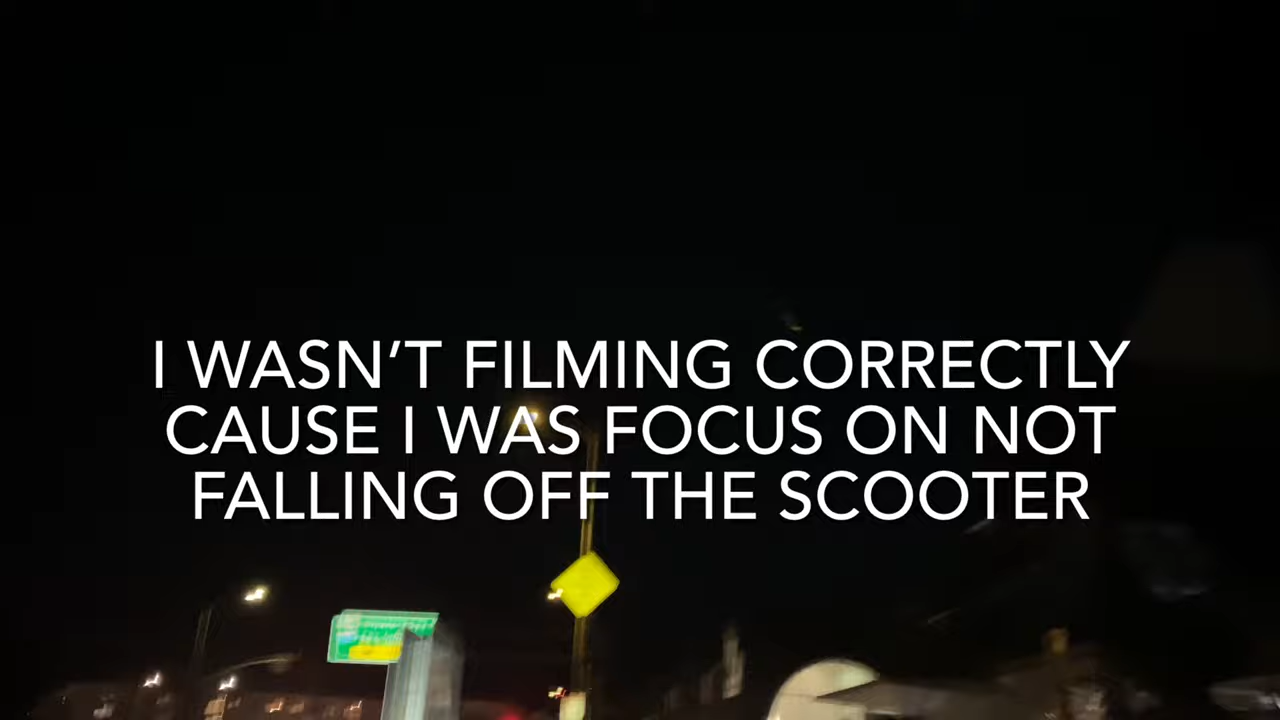 I WASN’T FILMING CORRECTLY
CAUSE I WAS FOCUS ON NOT
FALLING OFF THE SCOOTER